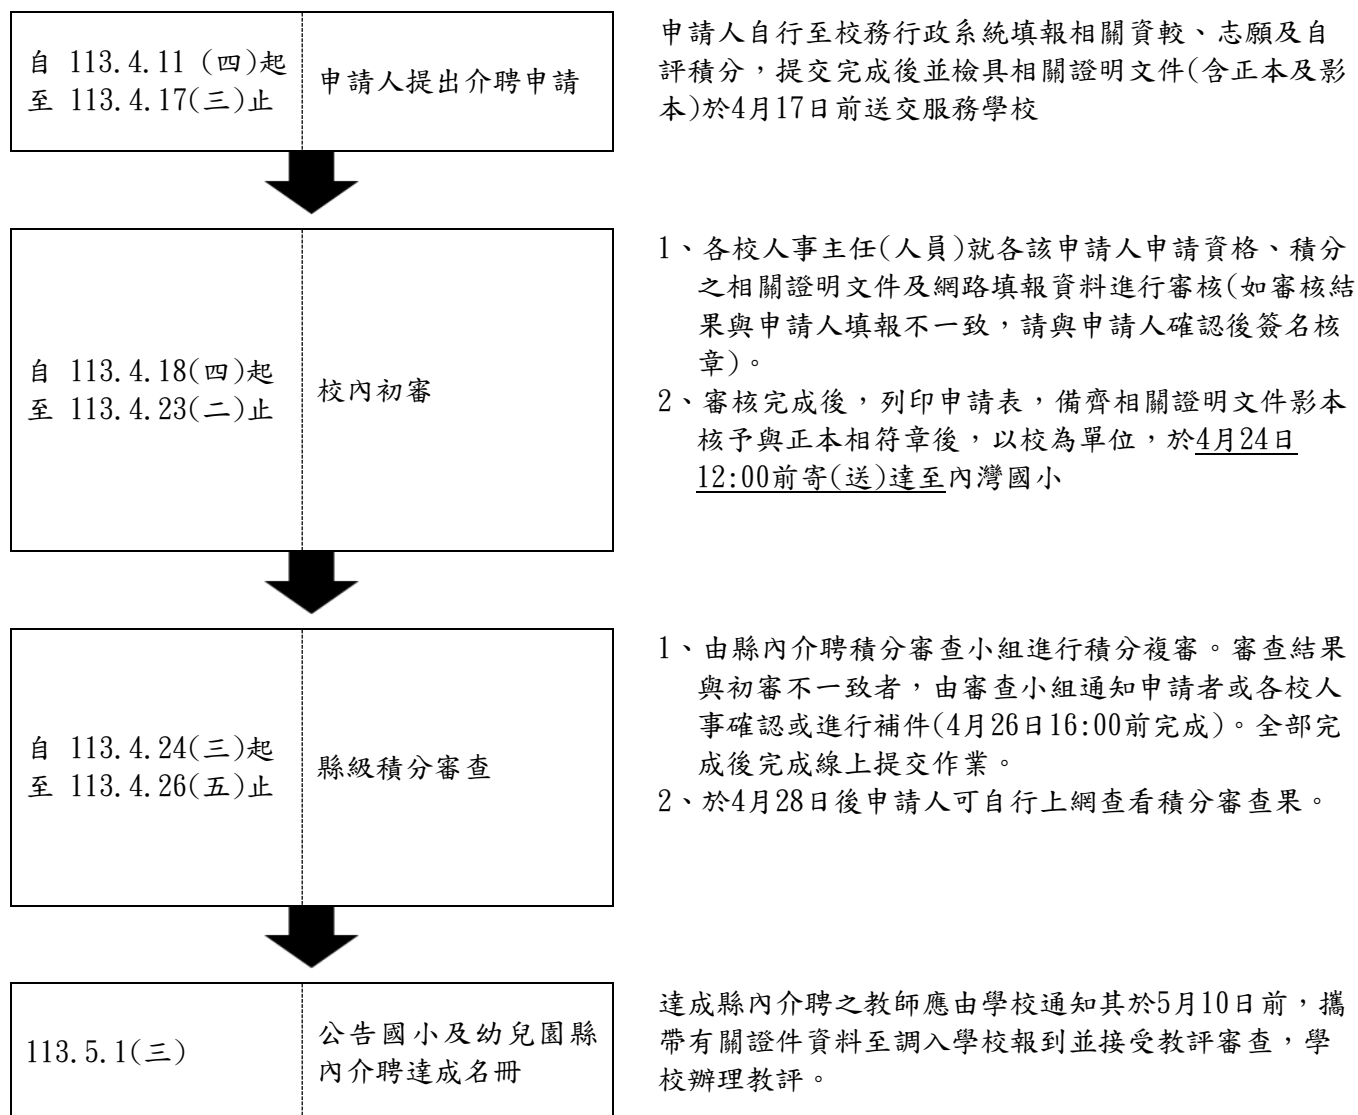 自 113.4.11 (四)起
至 113.4.17(三)止
申請人提出介聘申請
申請人自行至校務行政系統填報相關資較、志願及自
評積分，提交完成後並檢具相關證明文件(含正本及影
本)於4月17日前送交服務學校
自 113.4.18(四)起
至 113.4.23(二)止
校內初審
1、各校人事主任(人員)就各該申請人申請資格、積分
之相關證明文件及網路填報資料進行審核(如審核結
果與申請人填報不一致，請與申請人確認後簽名核
章)。
2、審核完成後，列印申請表，備齊相關證明文件影本
核予與正本相符章後，以校為單位，於4月24日
12:00前寄(送)達至內灣國小
自 113.4.24(三)起
至 113.4.26(五)止
縣級積分審查
1、由縣內介聘積分審查小組進行積分複審。審查結果
與初審不一致者，由審查小組通知申請者或各校人
事確認或進行補件(4月26日16:00前完成)。全部完
成後完成線上提交作業。
2、於4月28日後申請人可自行上網查看積分審查果。
113.5.1(三)
公告國小及幼兒園縣
內介聘達成名冊
達成縣內介聘之教師應由學校通知其於5月10日前，攜
帶有關證件資料至調入學校報到並接受教評審查，學
校辦理教評。